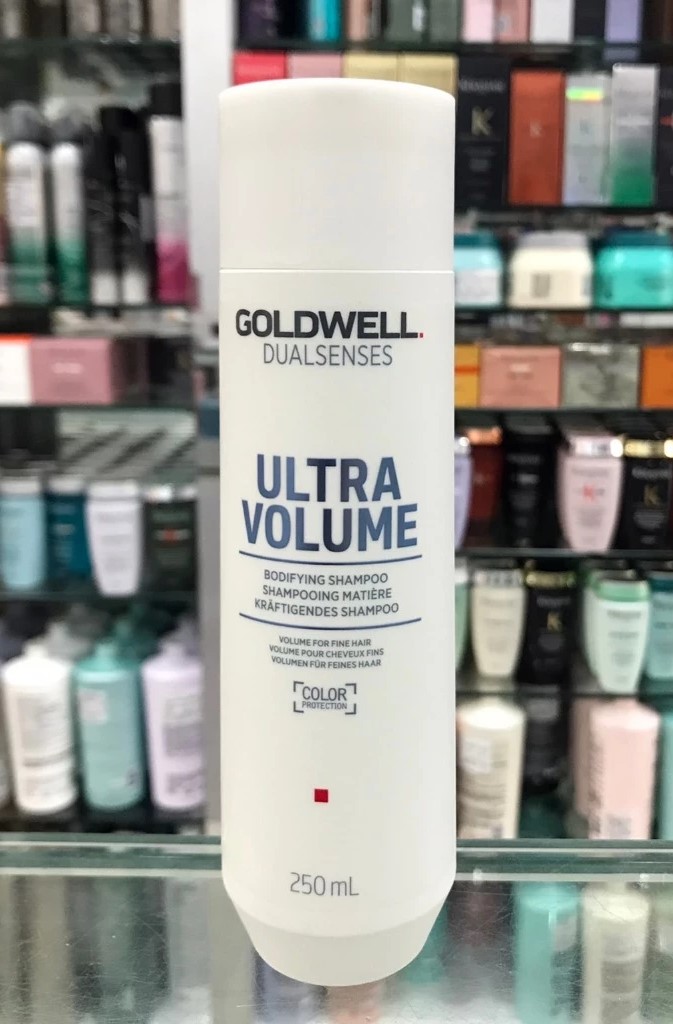 GOLDWELL.
DUALSENSES
ULTRA
VOLUME
BODIFYING SHAMPOO
SHAMPOOING MATIÈRE
KRÄFTIGENDES SHAMPOO
VOLUME FOR FINE HAIR
VOLUME POUR CHEVEUX FINS
VOLUMEN FÜR FEINES HAAR
COLOR
PROTECTION
250 mL